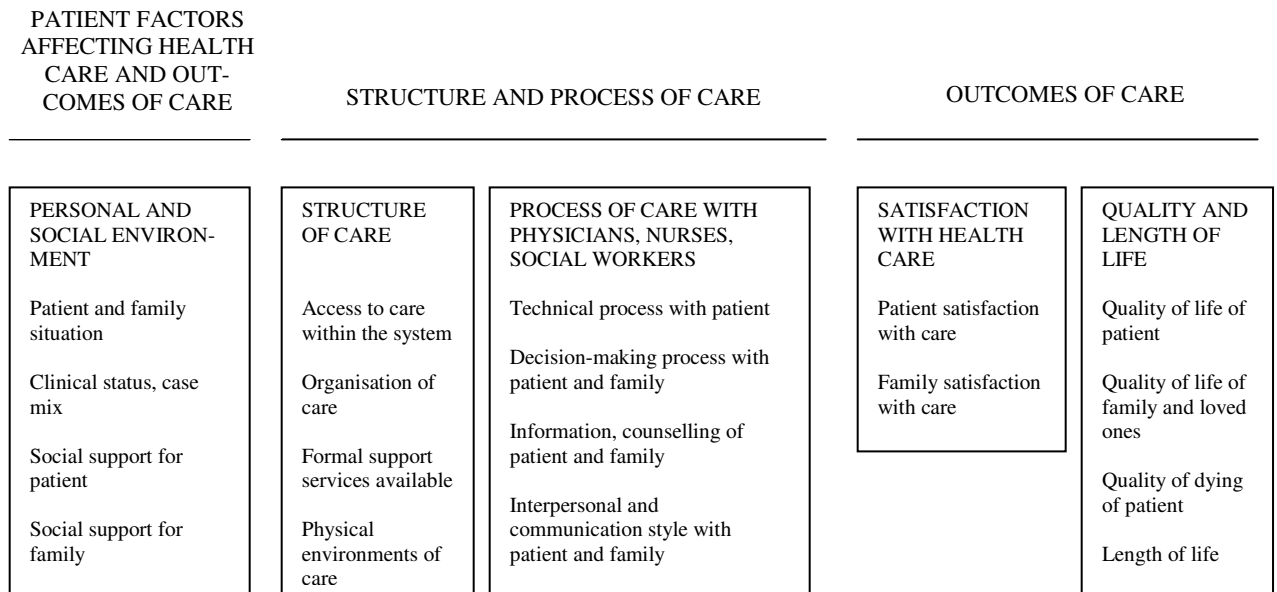 PATIENT FACTORS
AFFECTING HEALTH
CARE AND OUT-
COMES OF CARE
STRUCTURE AND PROCESS OF CARE
OUTCOMES OF CARE
PERSONAL AND
SOCIAL ENVIRON-
MENT
Patient and family
situation
Clinical status, case
mix
Social support for
patient
Social support for
family
STRUCTURE
OF CARE
Access to care
within the system
Organisation of
care
Formal support
services available
Physical
environments of
care
PROCESS OF CARE WITH
PHYSICIANS, NURSES,
SOCIAL WORKERS
Technical process with patient
Decision-making process with
patient and family
Information, counselling of
patient and family
Interpersonal and
communication style with
patient and family
SATISFACTION
WITH HEALTH
CARE
Patient satisfaction
with care
Family satisfaction
with care
QUALITY AND
LENGTH OF
LIFE
Quality of life of
patient
Quality of life of
family and loved
ones
Quality of dying
of patient
Length of life